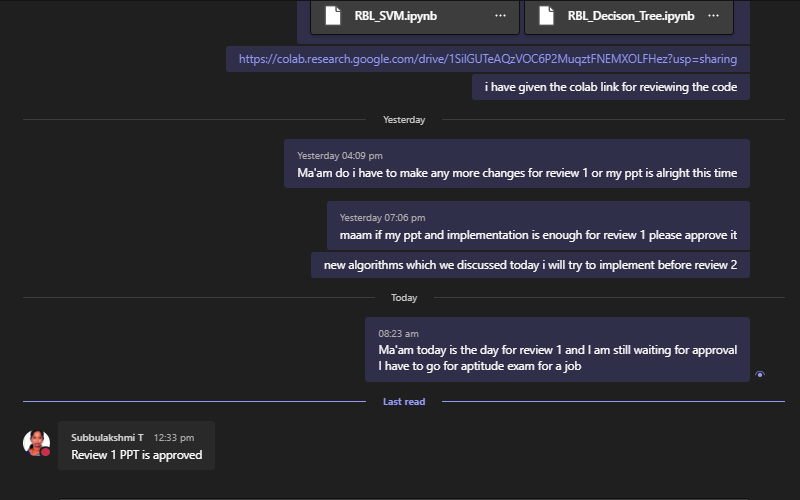 RBL_SVM.ipynb ... RBL_Decison_Tree.ipynb ...
https://colab.research.google.com/drive/1SilGUTeAQzVOC6P2MuqztFNEMXOLFHez?usp=sharing
i have given the colab link for reviewing the code
Yesterday
Yesterday 04:09 pm
Ma'am do i have to make any more changes for review 1 or my ppt is alright this time
Yesterday 07:06 pm
maam if my ppt and implementation is enough for review 1 please approve it
new algorithms which we discussed today i will try to implement before review 2
Today
08:23 am
Ma'am today is the day for review 1 and I am still waiting for approval
I have to go for aptitude exam for a job
Last read
Subbulakshmi T 12:33 pm
Review 1 PPT is approved